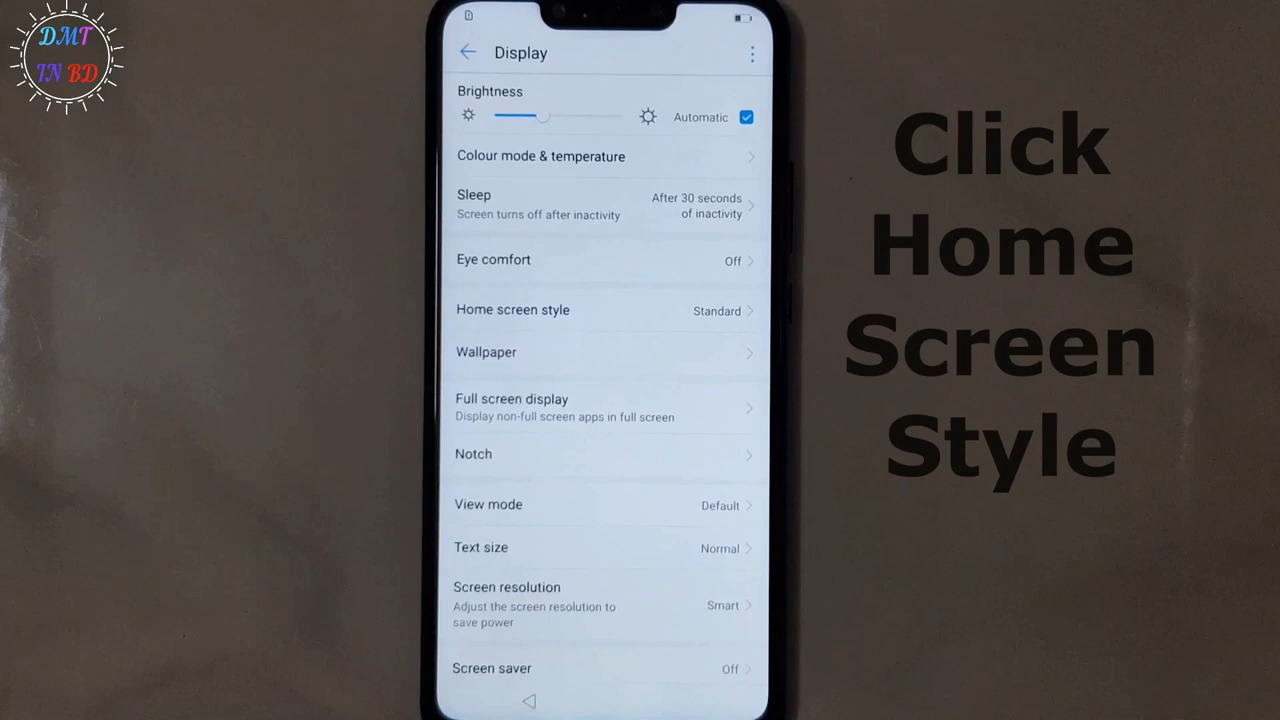 DMT
IN BD
Display
Brightness
Automatic
Colour mode & temperature
Sleep
Screen turns off after inactivity
After 30 seconds
of inactivity
Eye comfort
Off
Home screen style
Standard
Wallpaper
Full screen display
Display non-full screen apps in full screen
Notch
View mode
Default
Text size
Normal
Screen resolution
Adjust the screen resolution to
save power
Smart
Screen saver
Off
Click
Home
Screen
Style